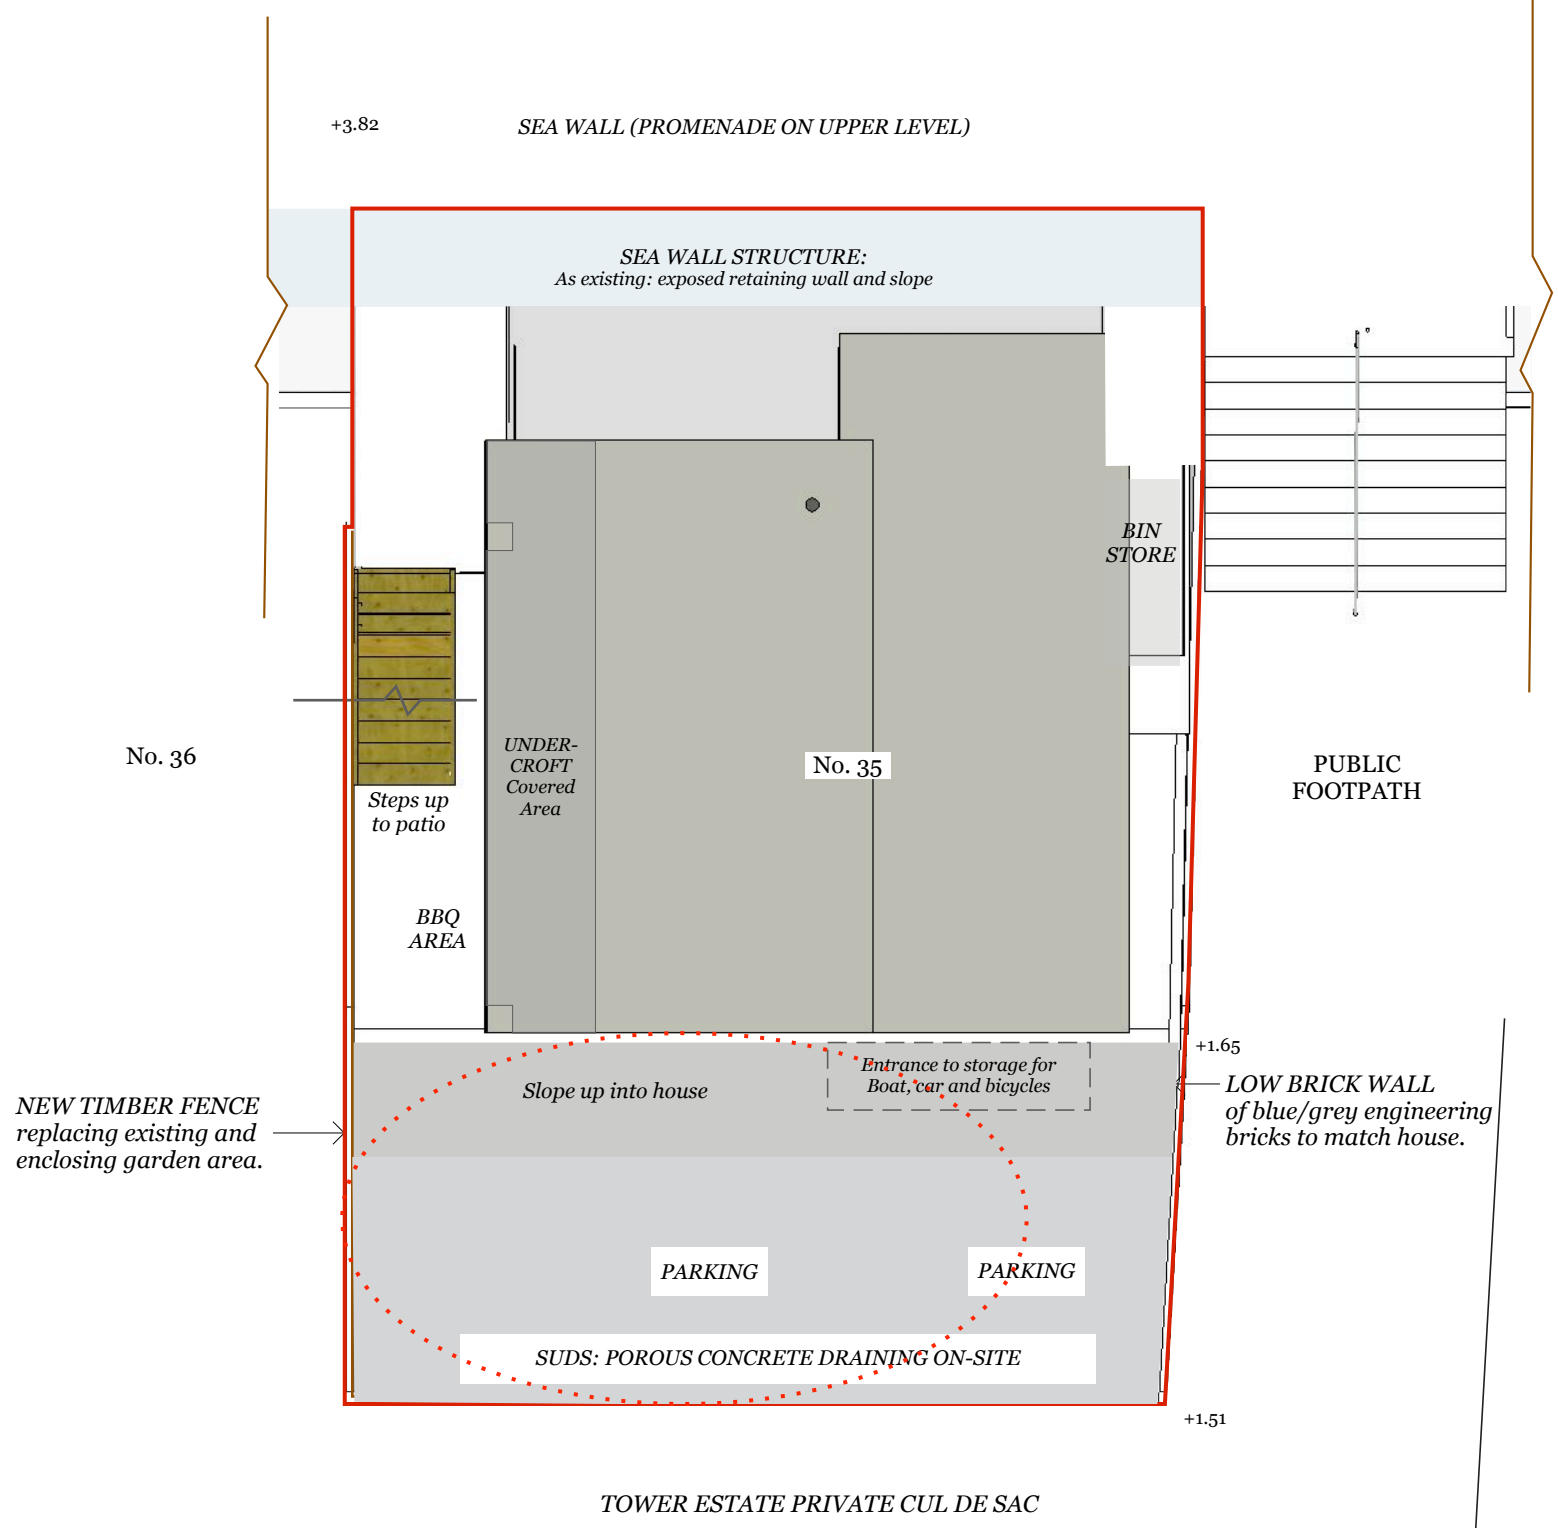 +3.82
SEA WALL (PROMENADE ON UPPER LEVEL)
SEA WALL STRUCTURE:
As existing: exposed retaining wall and slope
BIN
STORE
No. 36
UNDER-
CROFT
Covered
Area
No. 35
PUBLIC
FOOTPATH
Steps up
to patio
BBQ
AREA
+1.65
Entrance to storage for
Boat, car and bicycles
Slope up into house
NEW TIMBER FENCE
replacing existing and
enclosing garden area.
LOW BRICK WALL
of blue/grey engineering
bricks to match house.
PARKING
PARKING
SUDS: POROUS CONCRETE DRAINING ON-SITE
+1.51
TOWER ESTATE PRIVATE CUL DE SAC